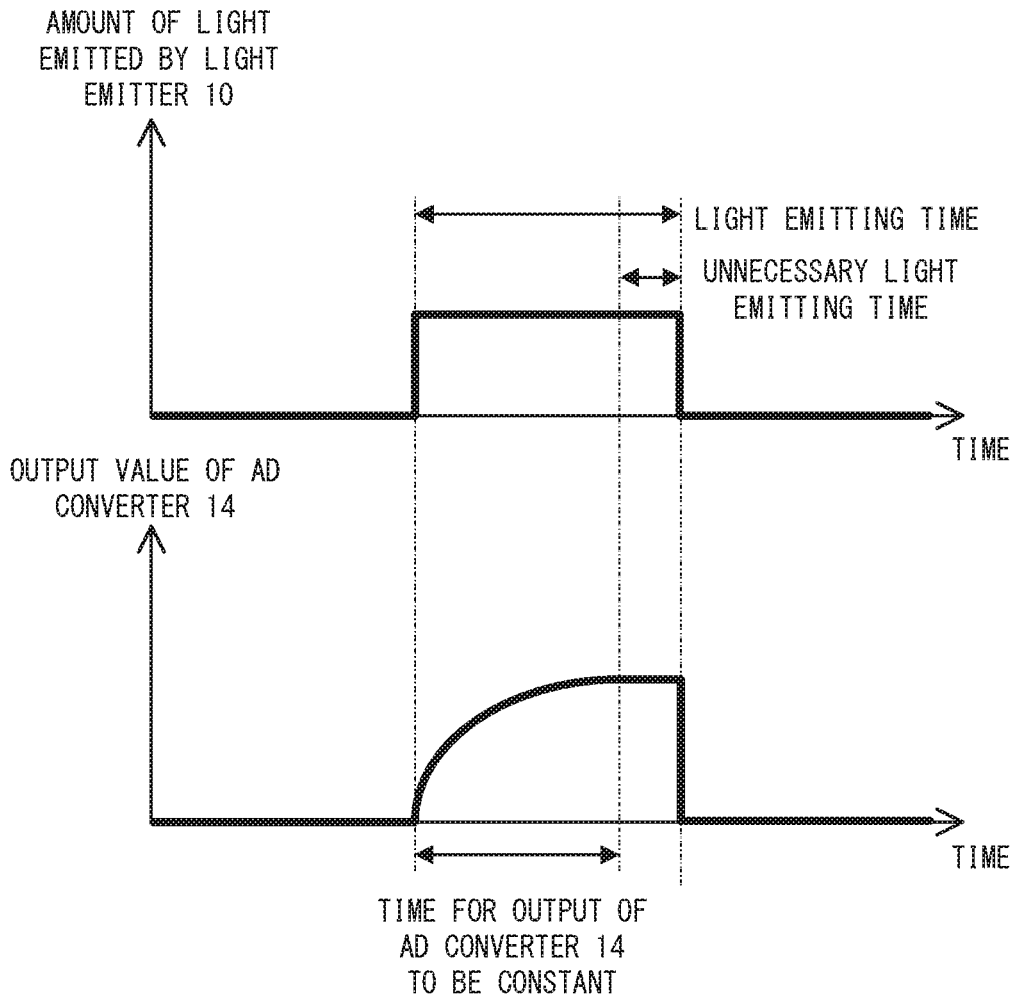 AMOUNT OF LIGHT
EMITTED BY LIGHT
EMITTER 10
LIGHT EMITTING TIME
UNNECESSARY LIGHT
EMITTING TIME
TIME
OUTPUT VALUE OF AD
CONVERTER 14
TIME
TIME FOR OUTPUT OF
AD CONVERTER 14
TO BE CONSTANT